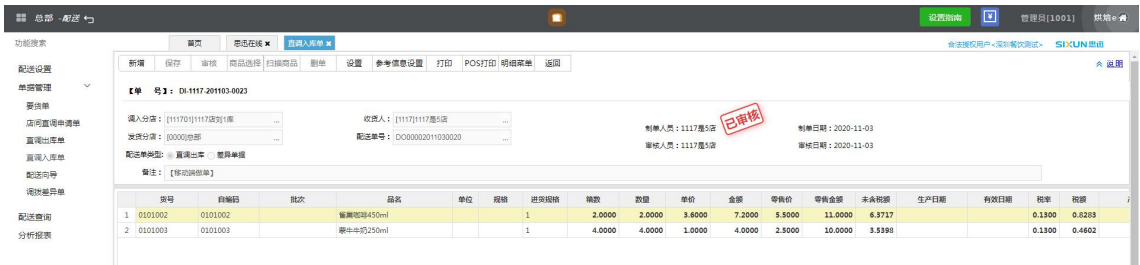 总部 -配送
设置指南 ¥ 管理员[1001] 烘焙e
功能搜索 首页 思迅在线 × 直调入库单 × 合法授权用户<深圳餐饮测试> SIXUN思迅
新增 保存 审核 商品选择 扫描商品 删单 设置 参考信息设置 打印 POS打印 明细菜单 返回 说明
配送设置
单据管理
要货单
店间直调申请单
直调出库单
直调入库单
配送向导
调拨差异单
配送查询
分析报表
【单 号】: DI-1117-201103-0023
调入分店: [111701]1117店刘1库 ... 收货人: [1117]1117是5店 ...
制单人员:1117是5店 已审核 制单日期:2020-11-03
发货分店: [0000]总部 ... 配送单号: DO00002011030020 ...
审核人员:1117是5店 审核日期:2020-11-03
配送单类型: 直调出库 差异单据
备注: 【移动端做单】
货号 自编码 批次 品名 单位 规格 进货规格 箱数 数量 单价 金额 零售价 零售金额 未含税额 生产日期 有效日期 税率 税额
1 0101002 0101002 雀巢咖啡450ml 1 2.0000 2.0000 3.6000 7.2000 5.5000 11.0000 6.3717 0.1300 0.8283
2 0101003 0101003 蒙牛牛奶250ml 1 4.0000 4.0000 1.0000 4.0000 2.5000 10.0000 3.5398 0.1300 0.4602